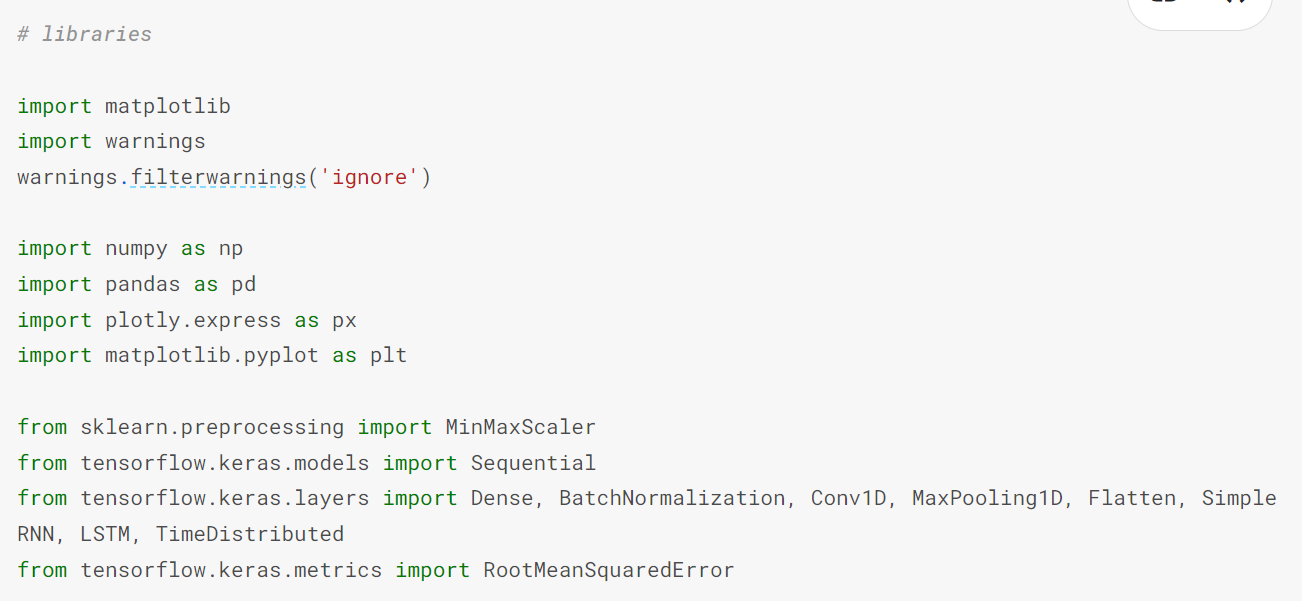 # libraries
import matplotlib
import warnings
warnings.filterwarnings('ignore')
import numpy as np
import pandas as pd
import plotly.express as px
import matplotlib.pyplot as plt
from sklearn.preprocessing import MinMaxScaler
from tensorflow.keras.models import Sequential
from tensorflow.keras.layers import Dense, BatchNormalization, Conv1D, MaxPooling1D, Flatten, Simple
RNN, LSTM, TimeDistributed
from tensorflow.keras.metrics import RootMeanSquaredError